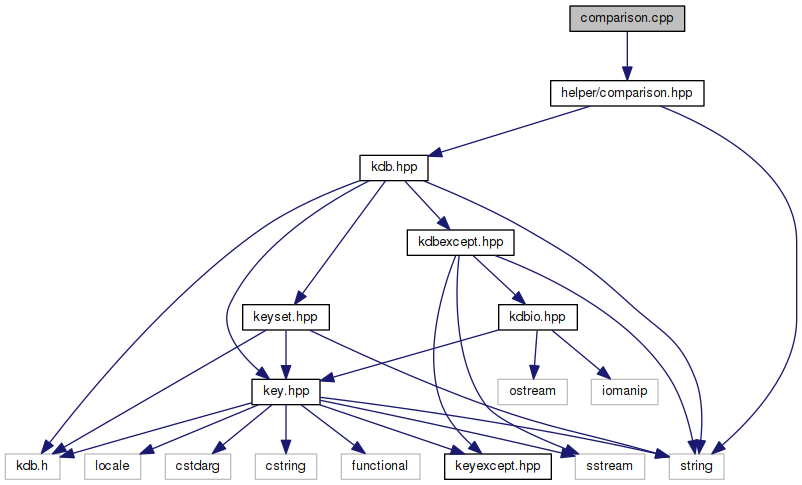 comparison.cpp
helper/comparison.hpp
kdb.hpp
kdbexcept.hpp
keyset.hpp
kdbio.hpp
key.hpp
ostream
iomanip
kdb.h
locale
cstdarg
cstring
functional
keyexcept.hpp
sstream
string